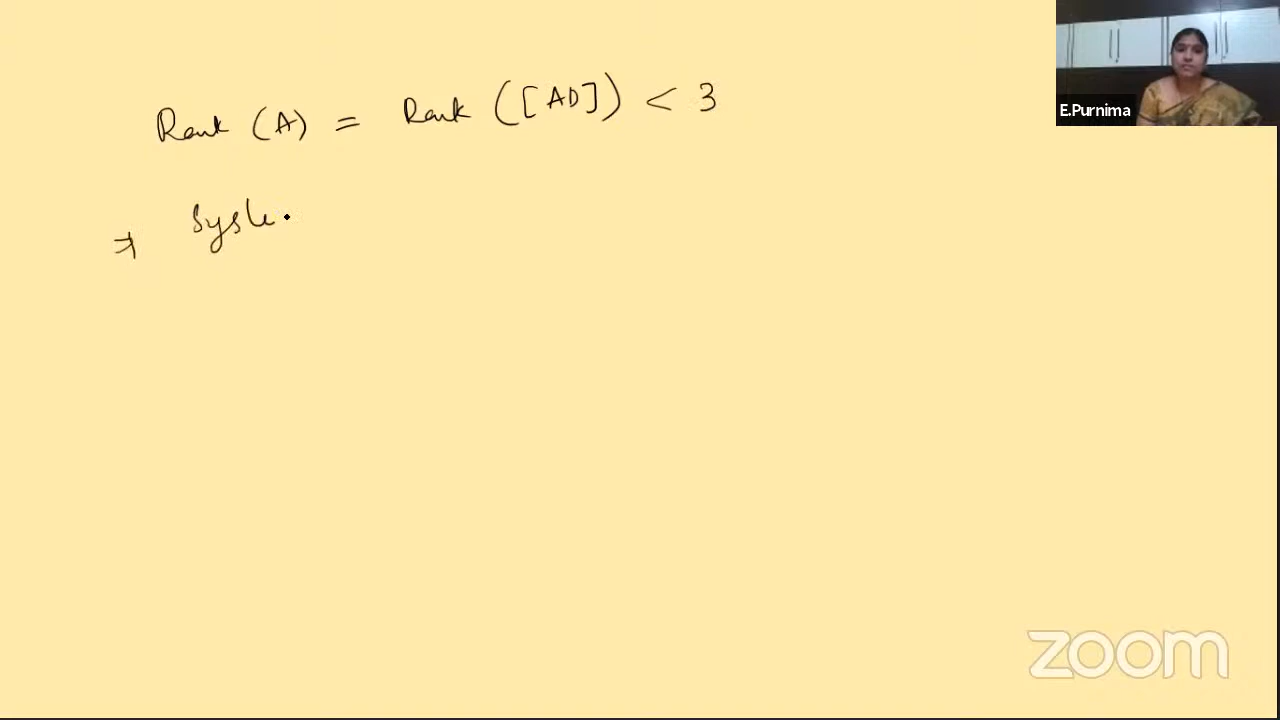 Rank (A) = Rank ([AD]) < 3
⇒ Syste
E.Purnima
zoom